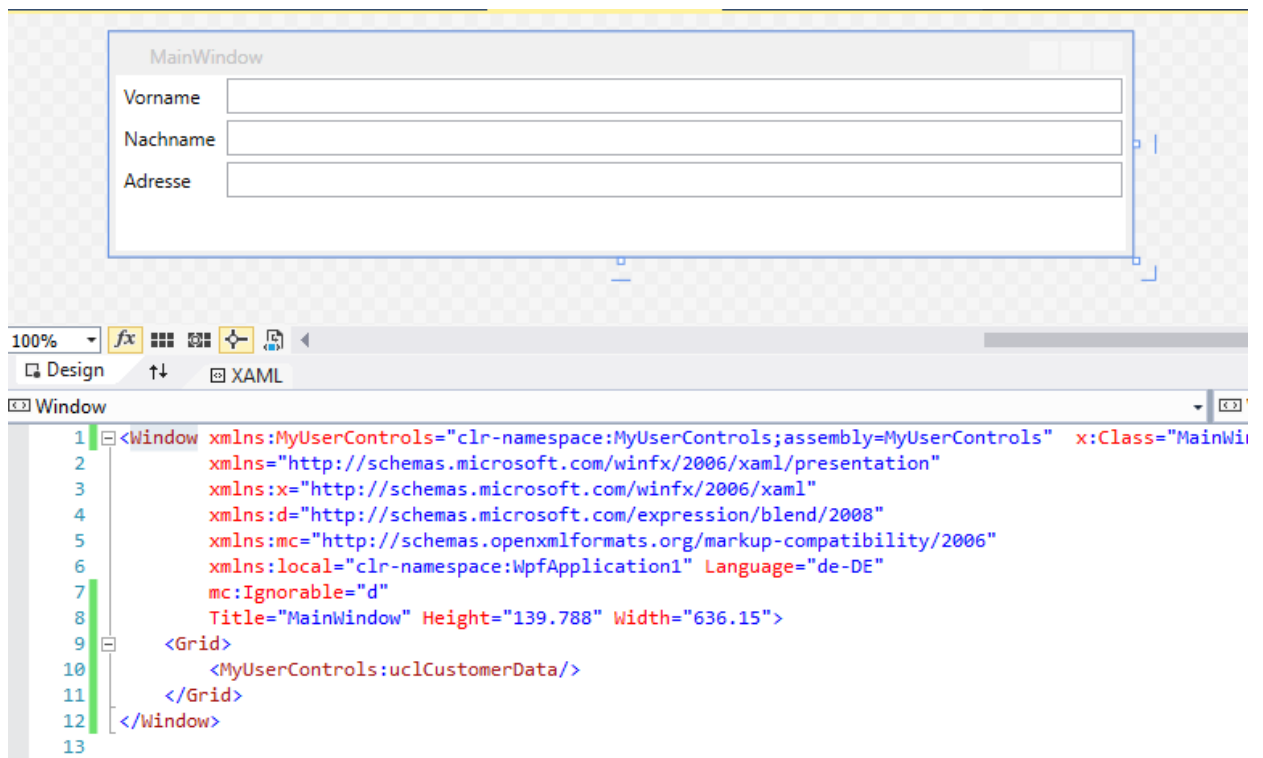 MainWindow
Vorname
Nachname
Adresse
100%
fx
Design
XAML
Window
1 <Window xmlns:MyUserControls="clr-namespace:MyUserControls;assembly=MyUserControls" x:Class="MainWi
2 xmlns="http://schemas.microsoft.com/winfx/2006/xaml/presentation"
3 xmlns:x="http://schemas.microsoft.com/winfx/2006/xaml"
4 xmlns:d="http://schemas.microsoft.com/expression/blend/2008"
5 xmlns:mc="http://schemas.openxmlformats.org/markup-compatibility/2006"
6 xmlns:local="clr-namespace:WpfApplication1" Language="de-DE"
7 mc:Ignorable="d"
8 Title="MainWindow" Height="139.788" Width="636.15">
9 <Grid>
10 <MyUserControls:uclCustomerData/>
11 </Grid>
12 </Window>
13